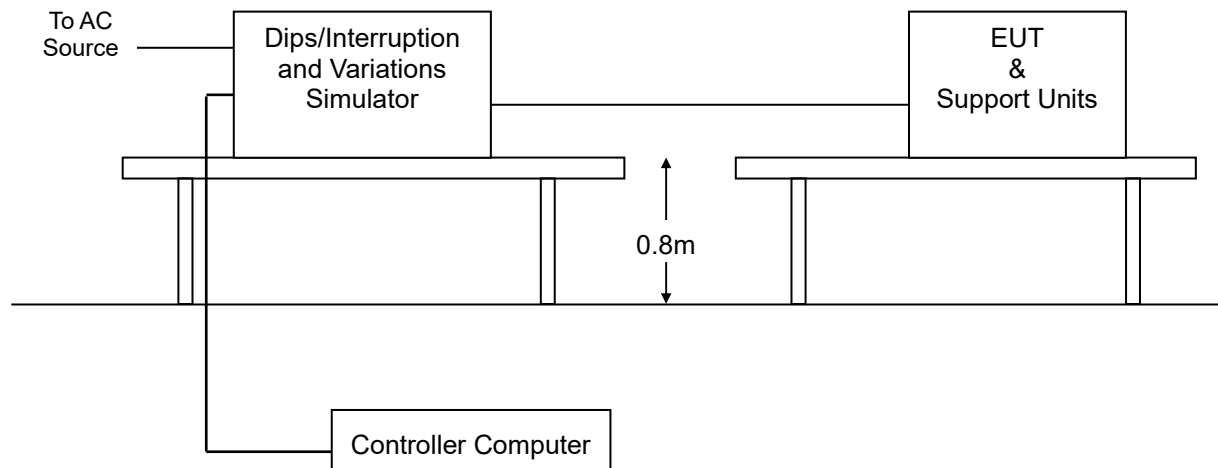 To AC
Source
Dips/Interruption
and Variations
Simulator
EUT
&
Support Units
0.8m
Controller Computer